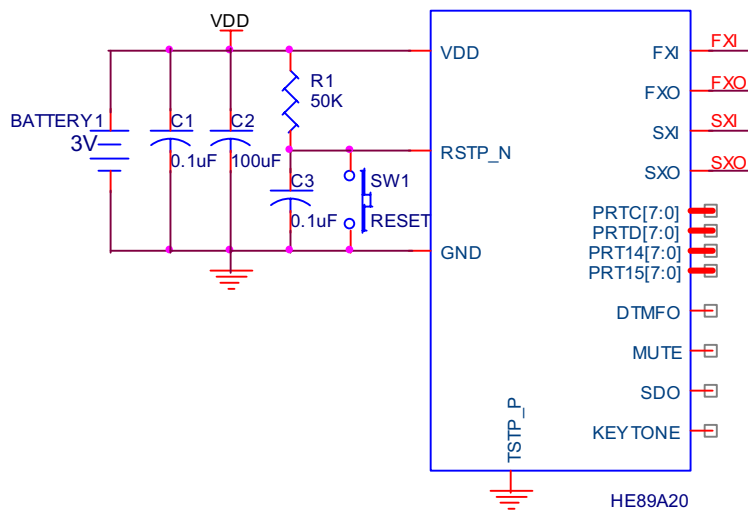 VDD
BATTERY1
3V
C1
0.1uF
C2
100uF
R1
50K
C3
0.1uF
SW1
RESET
VDD
RSTP_N
GND
TSTP_P
FXI
FXI
FXO
FXO
SXI
SXI
SXO
SXO
PRTC[7:0]
PRTD[7:0]
PRT14[7:0]
PRT15[7:0]
DTMFO
MUTE
SDO
KEYTONE
HE89A20